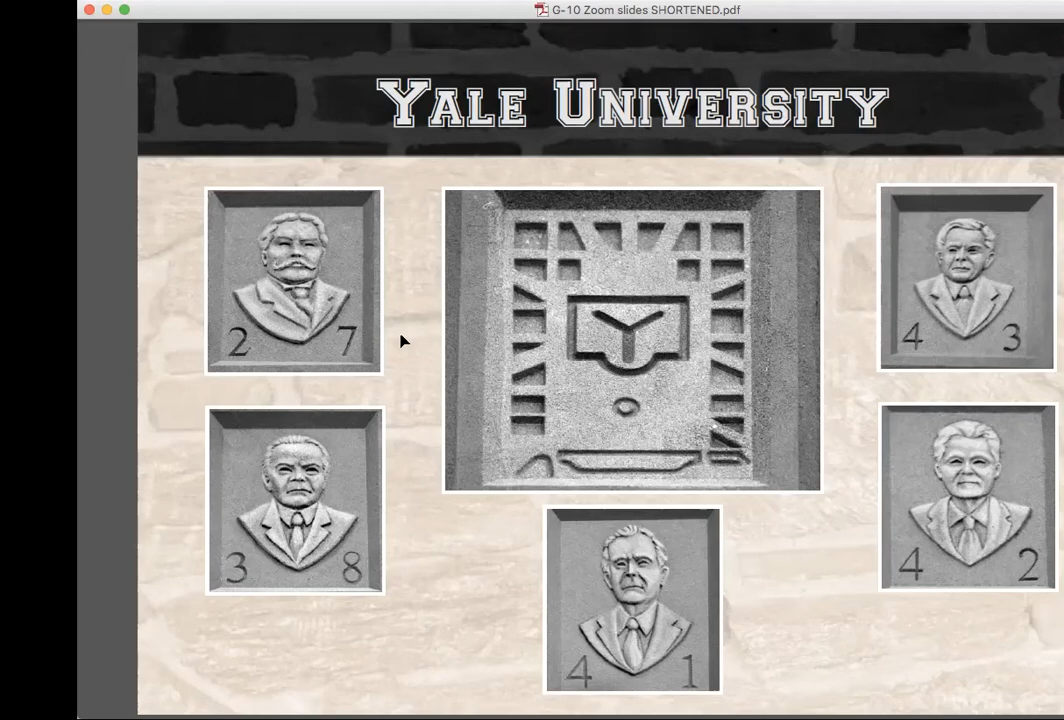 G-10 Zoom slides SHORTENED.pdf
YALE UNIVERSITY
2 7
4 3
Y
3 8
4 2
4 1